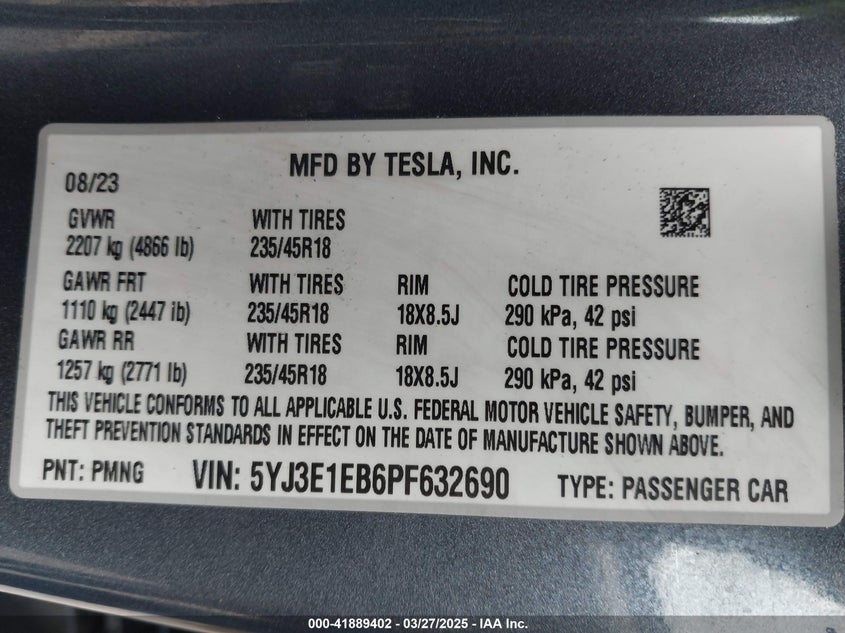 MFD BY TESLA, INC.
08/23
GVWR WITH TIRES
2207 kg (4866 lb) 235/45R18
GAWR FRT WITH TIRES RIM COLD TIRE PRESSURE
1110 kg (2447 lb) 235/45R18 18X8.5J 290 kPa, 42 psi
GAWR RR WITH TIRES RIM COLD TIRE PRESSURE
1257 kg (2771 lb) 235/45R18 18X8.5J 290 kPa, 42 psi
THIS VEHICLE CONFORMS TO ALL APPLICABLE U.S. FEDERAL MOTOR VEHICLE SAFETY, BUMPER, AND
THEFT PREVENTION STANDARDS IN EFFECT ON THE DATE OF MANUFACTURE SHOWN ABOVE.
PNT: PMNG VIN: 5YJ3E1EB6PF632690 TYPE: PASSENGER CAR
000-41889402 - 03/27/2025 - IAA Inc.